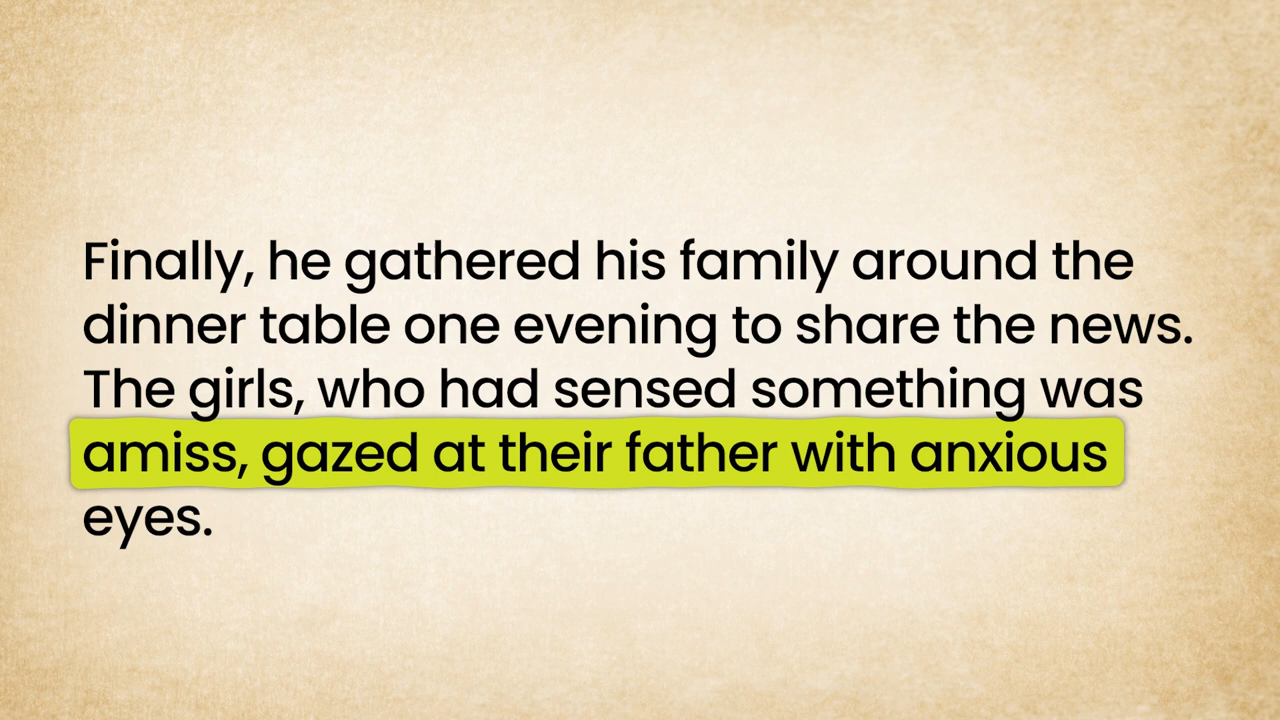 Finally, he gathered his family around the
dinner table one evening to share the news.
The girls, who had sensed something was
amiss, gazed at their father with anxious
eyes.